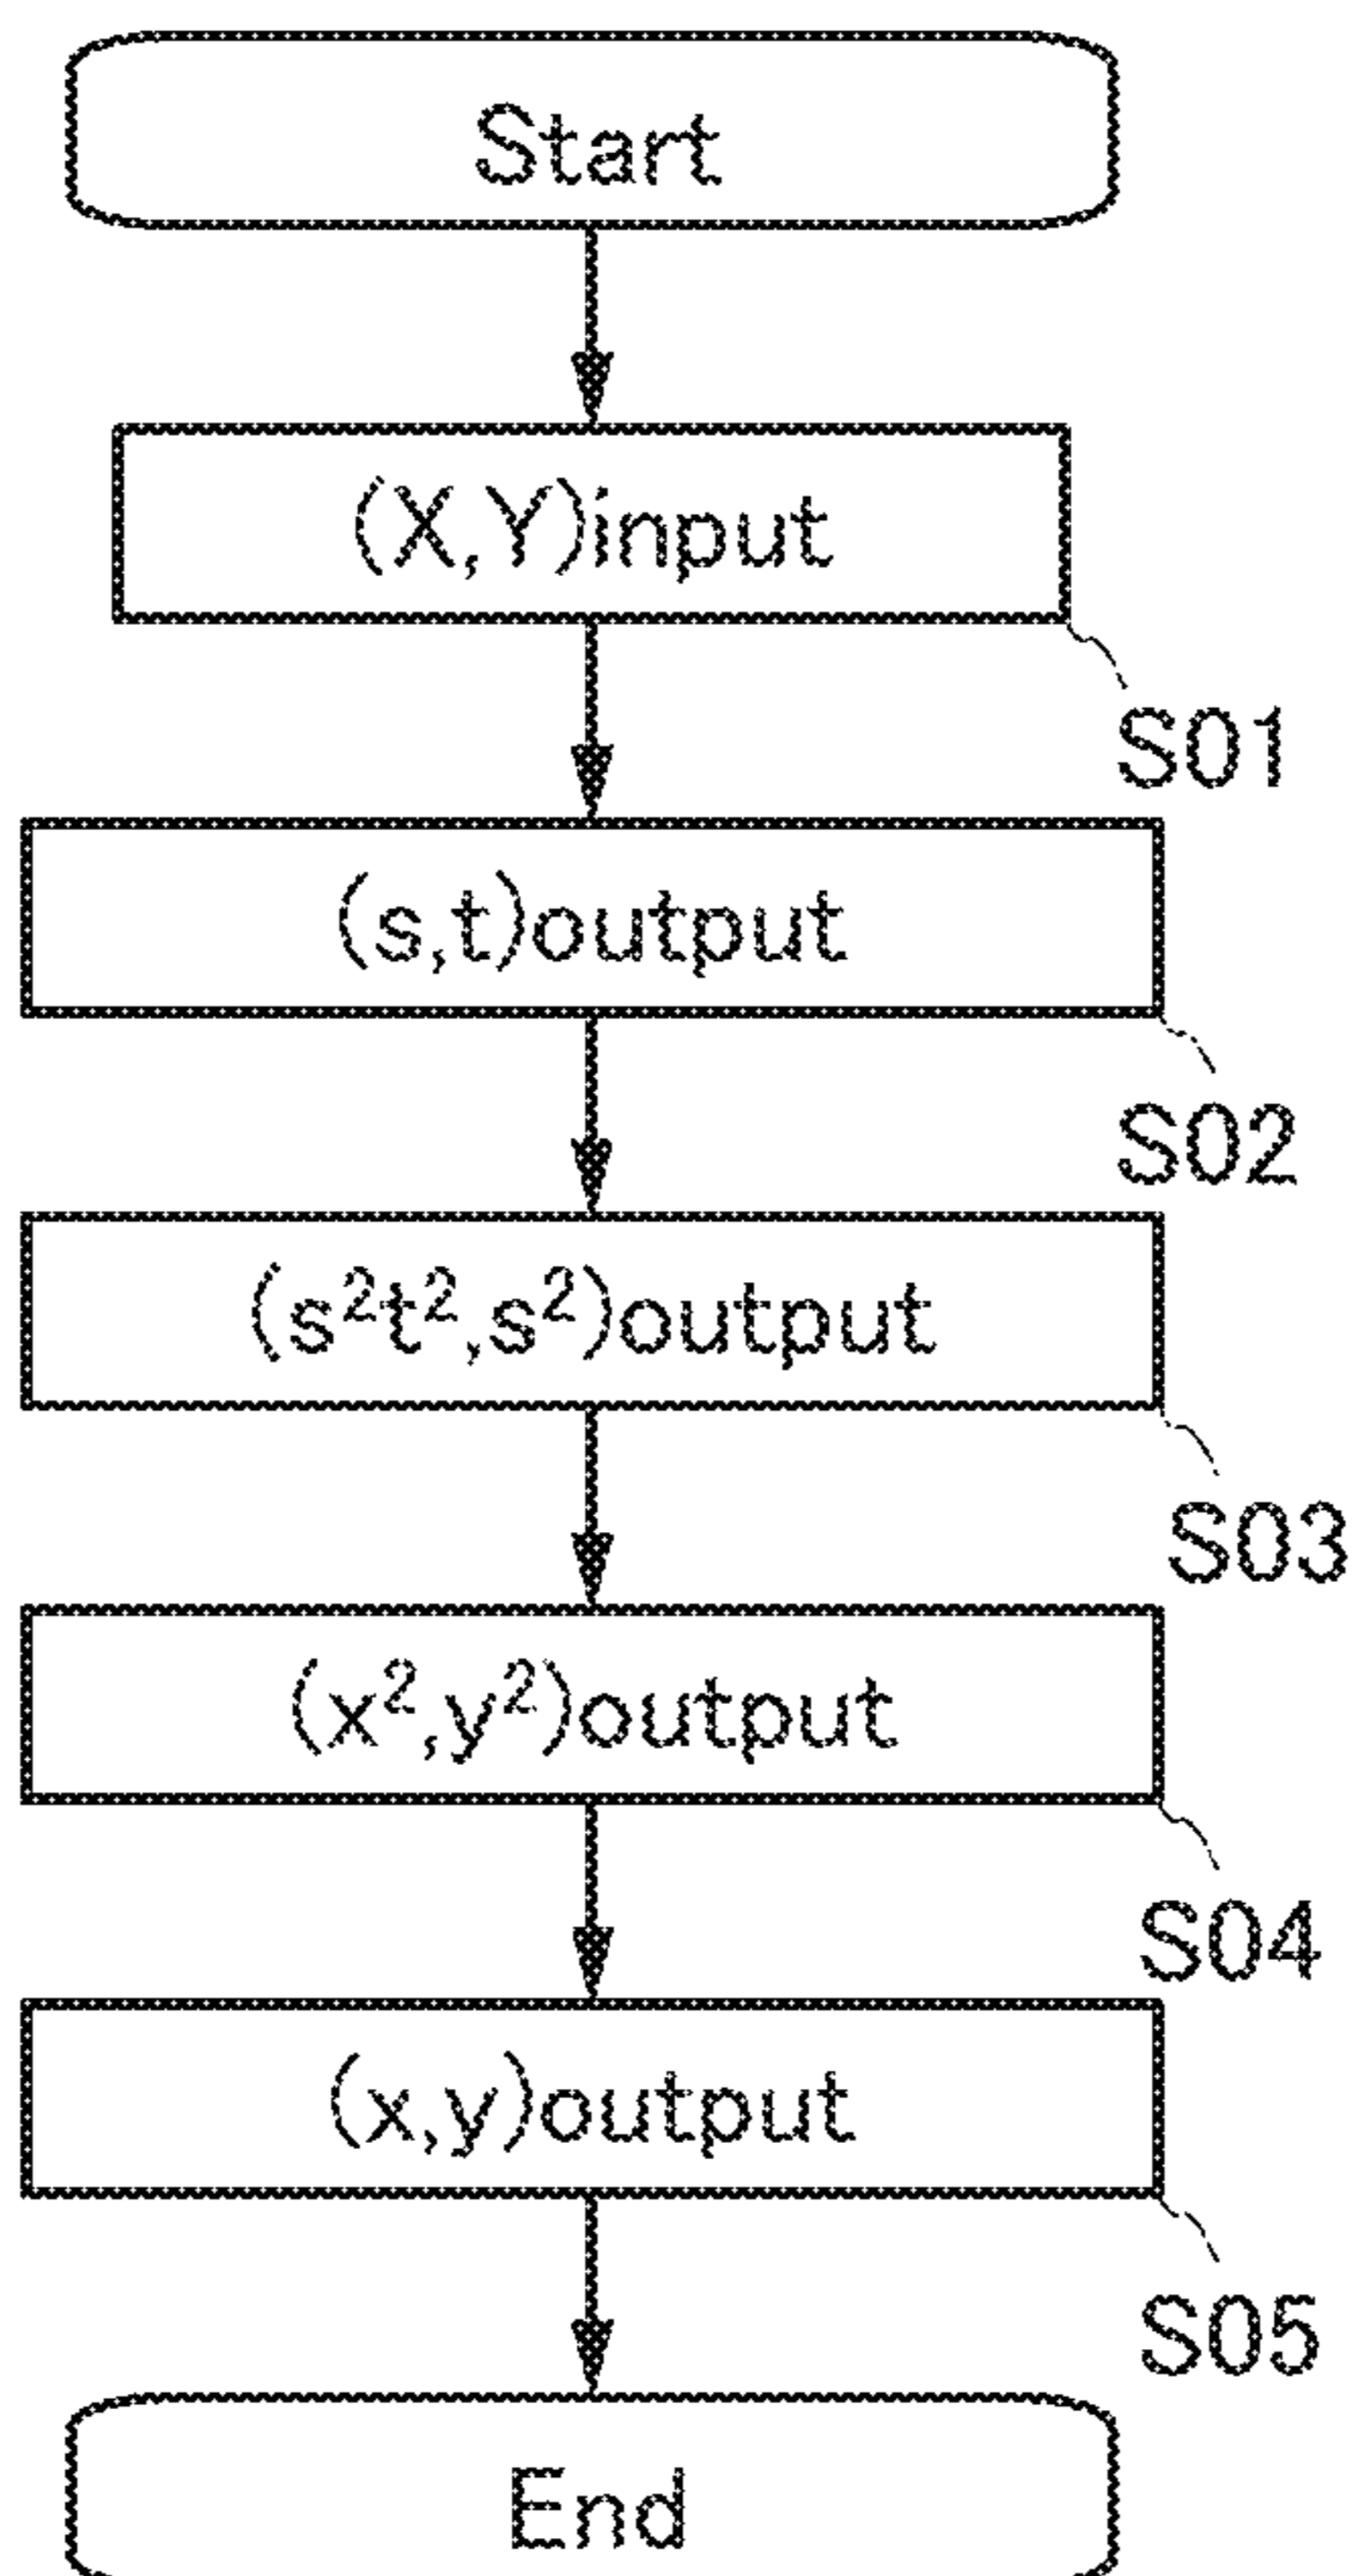 Start
(X,Y)input
S01
(s,t)output
S02
(s²t²,s²)output
S03
(x²,y²)output
S04
(x,y)output
S05
End